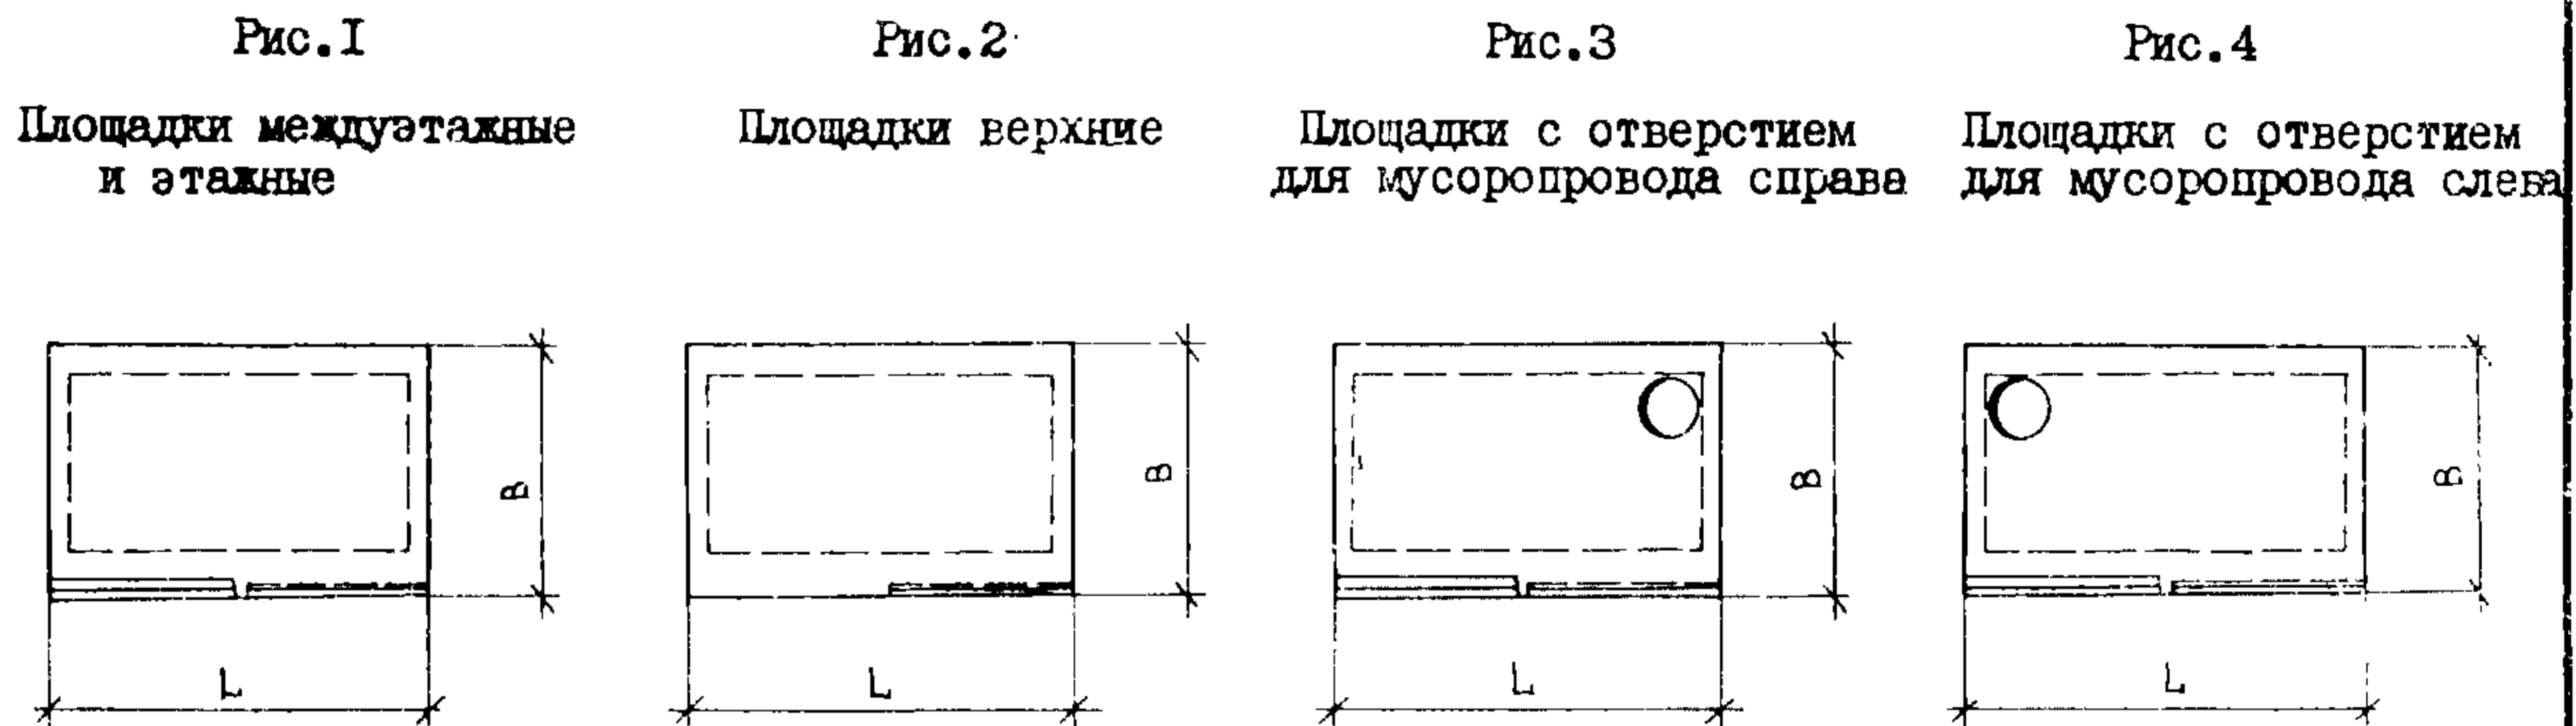 Рис.I
Площадки междуэтажные
и этажные
B
L
Рис.2
Площадки верхние
B
L
Рис.3
Площадки с отверстием
для мусоропровода справа
B
L
Рис.4
Площадки с отверстием
для мусоропровода слева
B
L